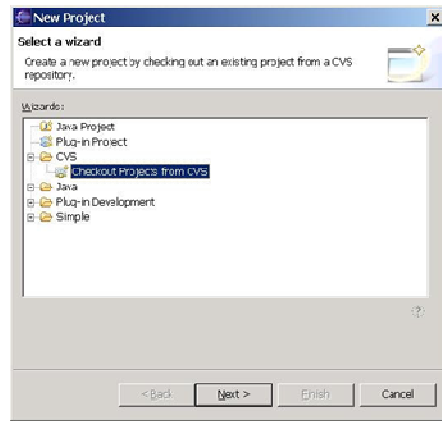 New Project
Select a wizard
Create a new project by checking out an existing project from a CVS
repository.
Wizards:
Java Project
Plug-in Project
CVS
Checkout Projects from CVS
Java
Plug-in Development
Simple
< Back Next > Finish Cancel